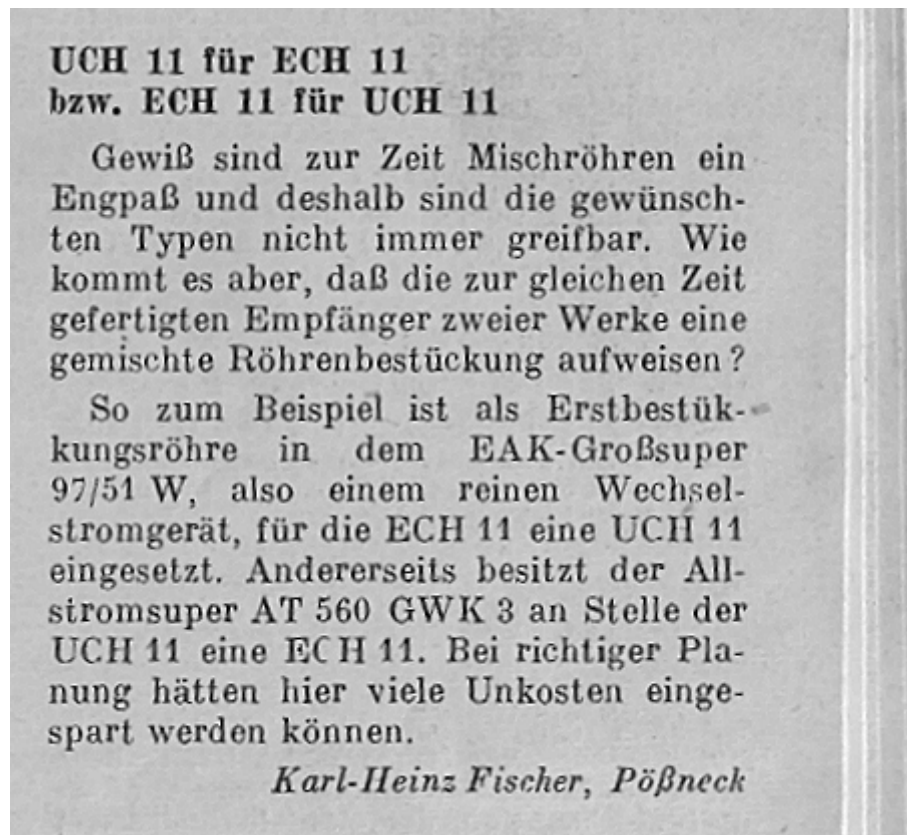 UCH 11 für ECH 11
bzw. ECH 11 für UCH 11
Gewiß sind zur Zeit Mischröhren ein
Engpaß und deshalb sind die gewünsch-
ten Typen nicht immer greifbar. Wie
kommt es aber, daß die zur gleichen Zeit
gefertigten Empfänger zweier Werke eine
gemischte Röhrenbestückung aufweisen?
So zum Beispiel ist als Erstbestük-
kungsröhre in dem EAK-Großsuper
97/51 W, also einem reinen Wechsel-
stromgerät, für die ECH 11 eine UCH 11
eingesetzt. Andererseits besitzt der All-
stromsuper AT 560 GWK 3 an Stelle der
UCH 11 eine ECH 11. Bei richtiger Pla-
nung hätten hier viele Unkosten einge-
spart werden können.
Karl-Heinz Fischer, Pößneck